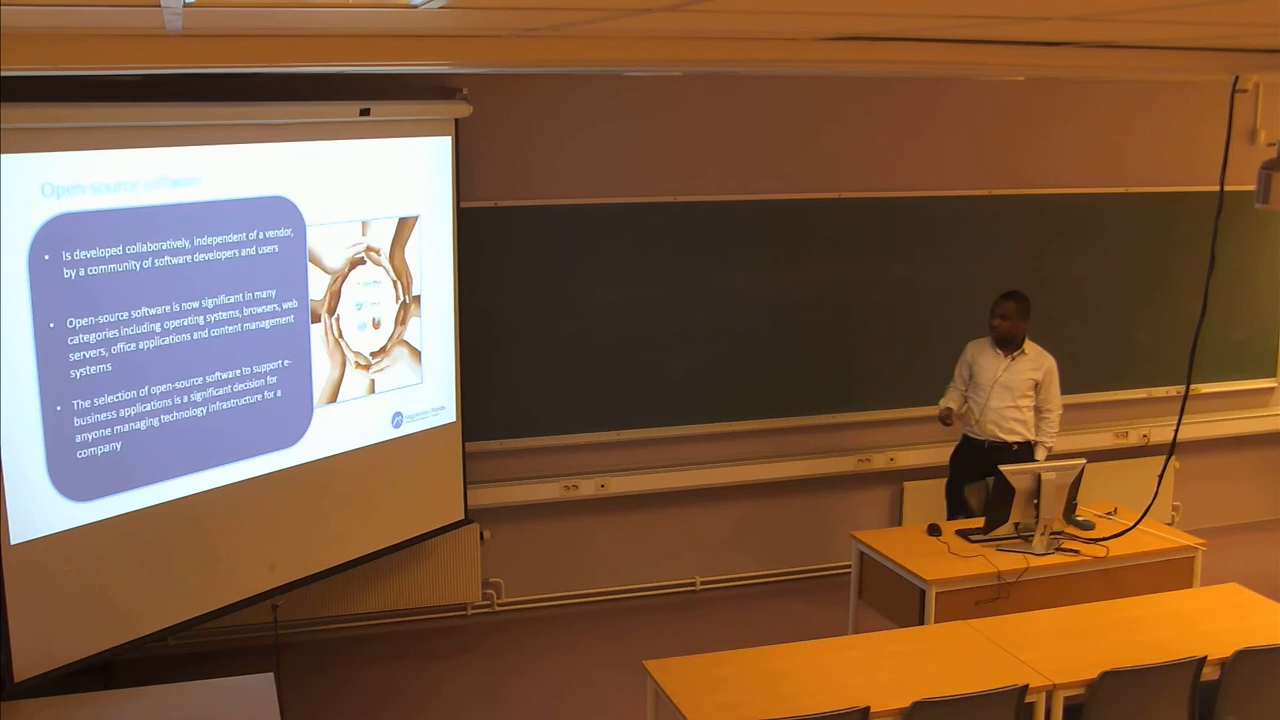 Open-source software
• Is developed collaboratively, independent of a vendor,
by a community of software developers and users
• Open-source software is now significant in many
categories including operating systems, browsers, web
servers, office applications and content management
systems
• The selection of open-source software to support e-
business applications is a significant decision for
anyone managing technology infrastructure for a
company